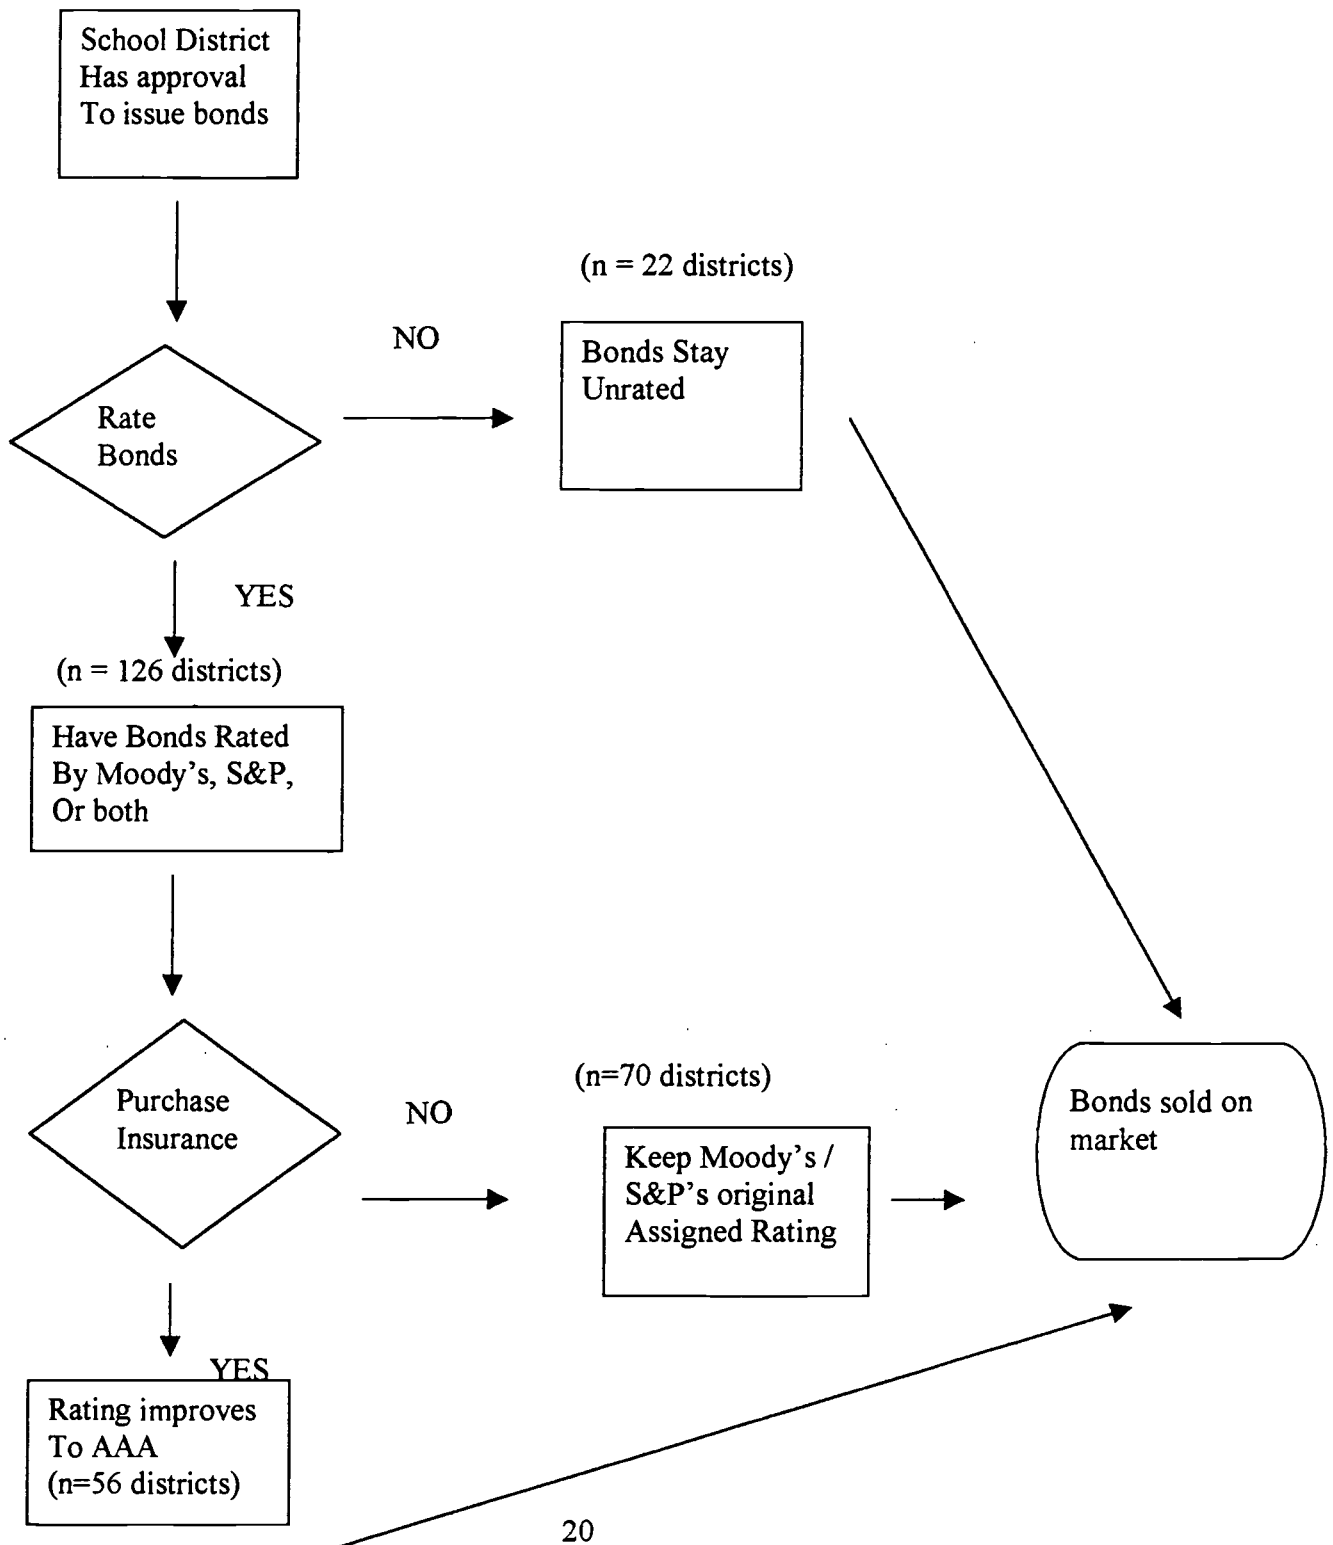 School District
Has approval
To issue bonds
(n = 22 districts)
NO
Bonds Stay
Unrated
Rate
Bonds
YES
(n = 126 districts)
Have Bonds Rated
By Moody's, S&P,
Or both
Purchase
Insurance
NO
(n=70 districts)
Keep Moody's /
S&P's original
Assigned Rating
Bonds sold on
market
YES
Rating improves
To AAA
(n=56 districts)
20